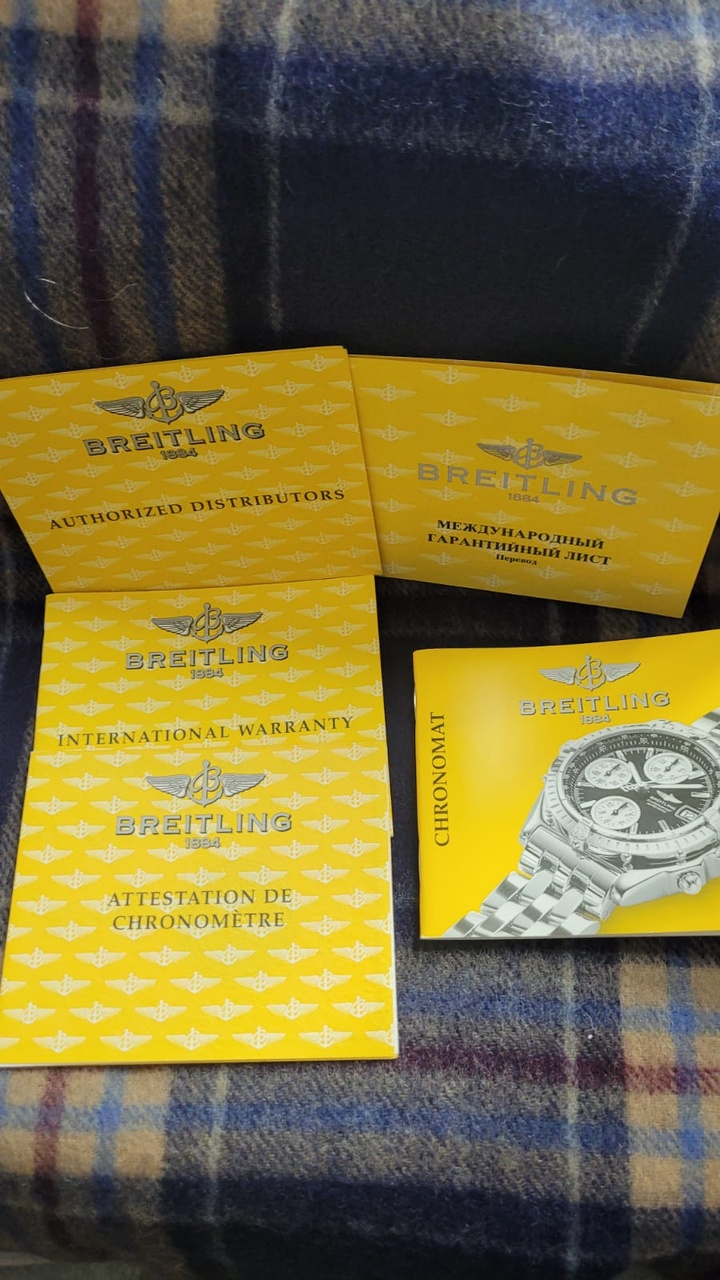 BREITLING
1884
AUTHORIZED DISTRIBUTORS
BREITLING
1884
МЕЖДУНАРОДНЫЙ
ГАРАНТИЙНЫЙ ЛИСТ
Перевод
BREITLING
1884
INTERNATIONAL WARRANTY
BREITLING
1884
ATTESTATION DE
CHRONOMÈTRE
BREITLING
1884
CHRONOMAT